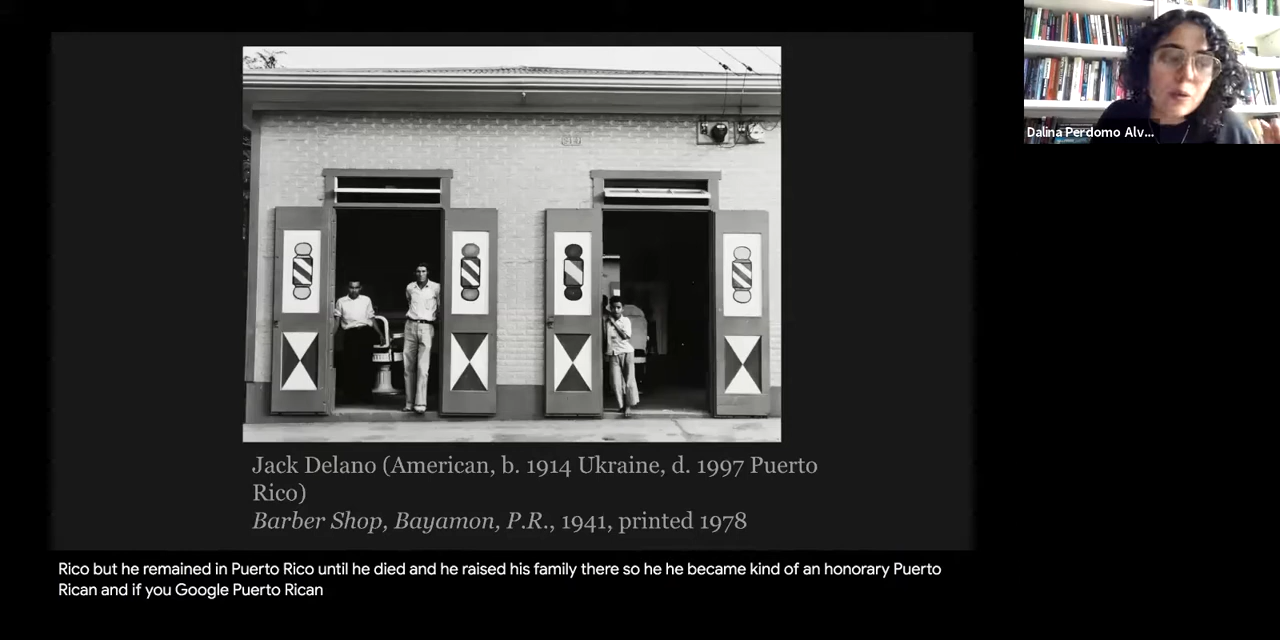 Dalina Perdomo Alv...
Jack Delano (American, b. 1914 Ukraine, d. 1997 Puerto
Rico)
Barber Shop, Bayamon, P.R., 1941, printed 1978
Rico but he remained in Puerto Rico until he died and he raised his family there so he he became kind of an honorary Puerto
Rican and if you Google Puerto Rican